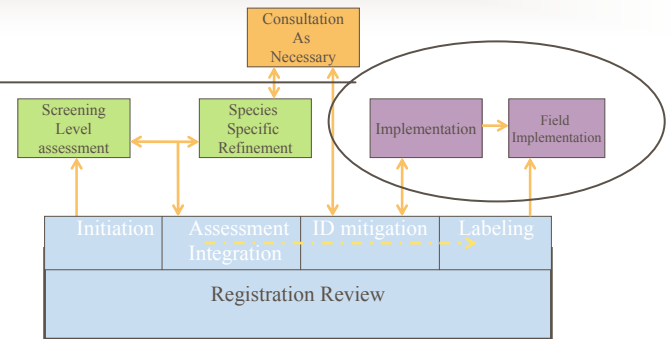 Consultation
As
Necessary
Screening
Level
assessment
Species
Specific
Refinement
Implementation
Field
Implementation
Initiation
Assessment
Integration
ID mitigation
Labeling
Registration Review